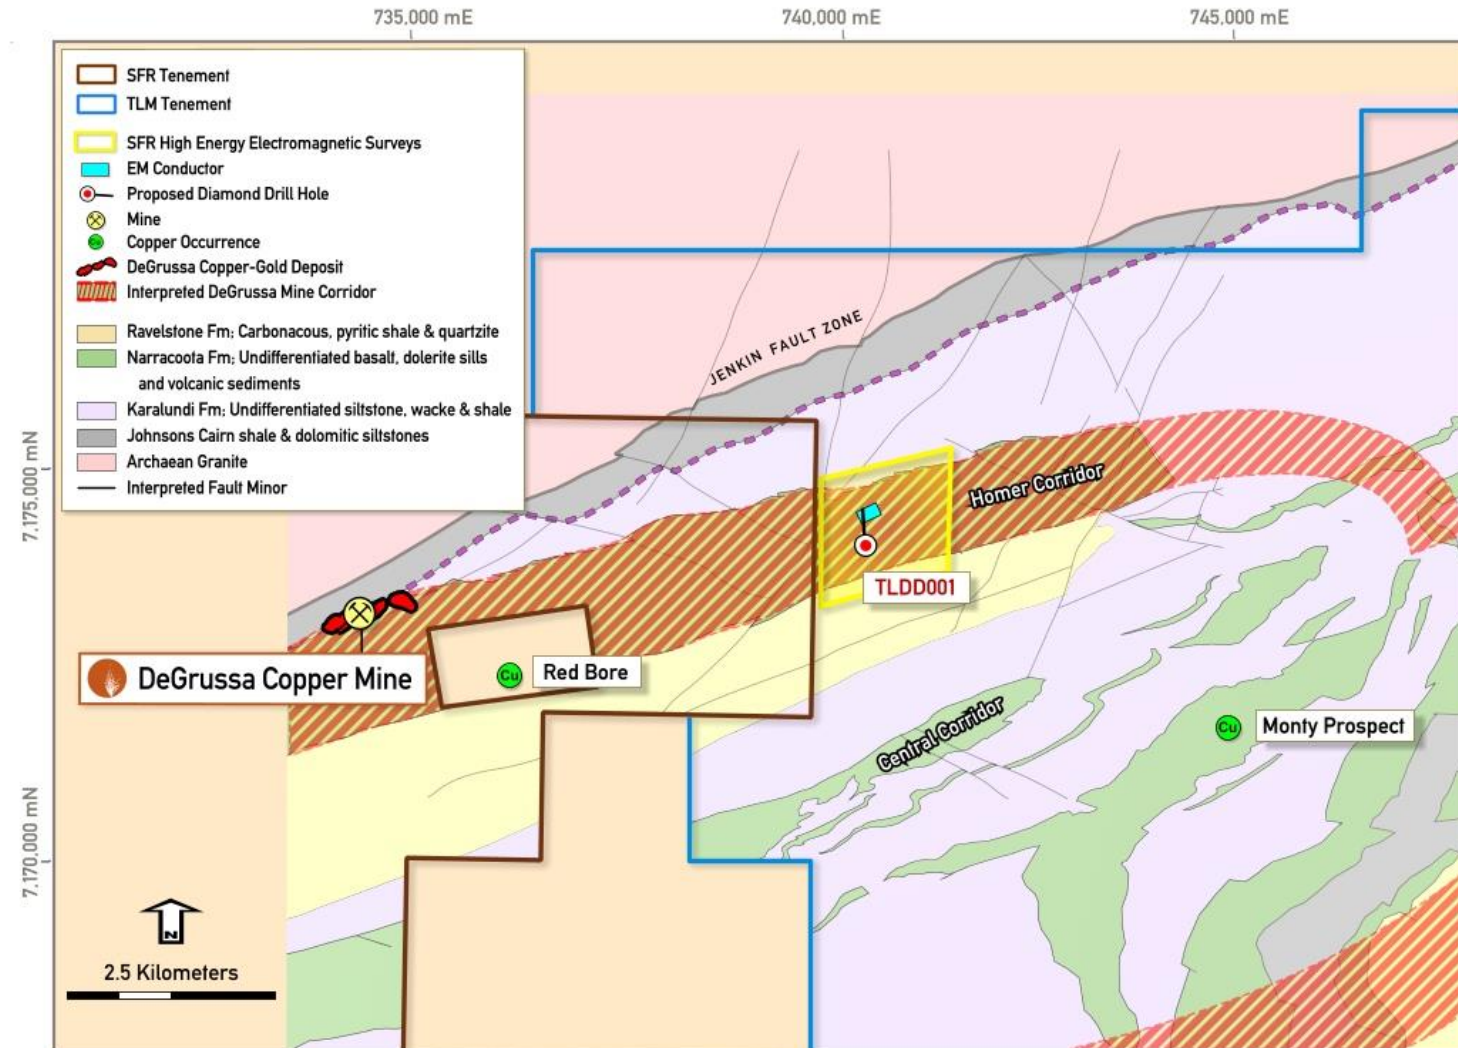 735,000 mE
740,000 mE
745,000 mE
SFR Tenement
TLM Tenement
SFR High Energy Electromagnetic Surveys
EM Conductor
Proposed Diamond Drill Hole
Mine
Cu Copper Occurrence
DeGrussa Copper-Gold Deposit
Interpreted DeGrussa Mine Corridor
Ravelstone Fm; Carbonacous, pyritic shale & quartzite
Narracoota Fm; Undifferentiated basalt, dolerite sills
and volcanic sediments
Karalundi Fm; Undifferentiated siltstone, wacke & shale
Johnsons Cairn shale & dolomitic siltstones
Archaean Granite
Interpreted Fault Minor
JENKIN FAULT ZONE
7,175,000 mN
Homer Corridor
TLDD001
DeGrussa Copper Mine
Cu Red Bore
Central Corridor
Cu Monty Prospect
7,170,000 mN
N
2.5 Kilometers